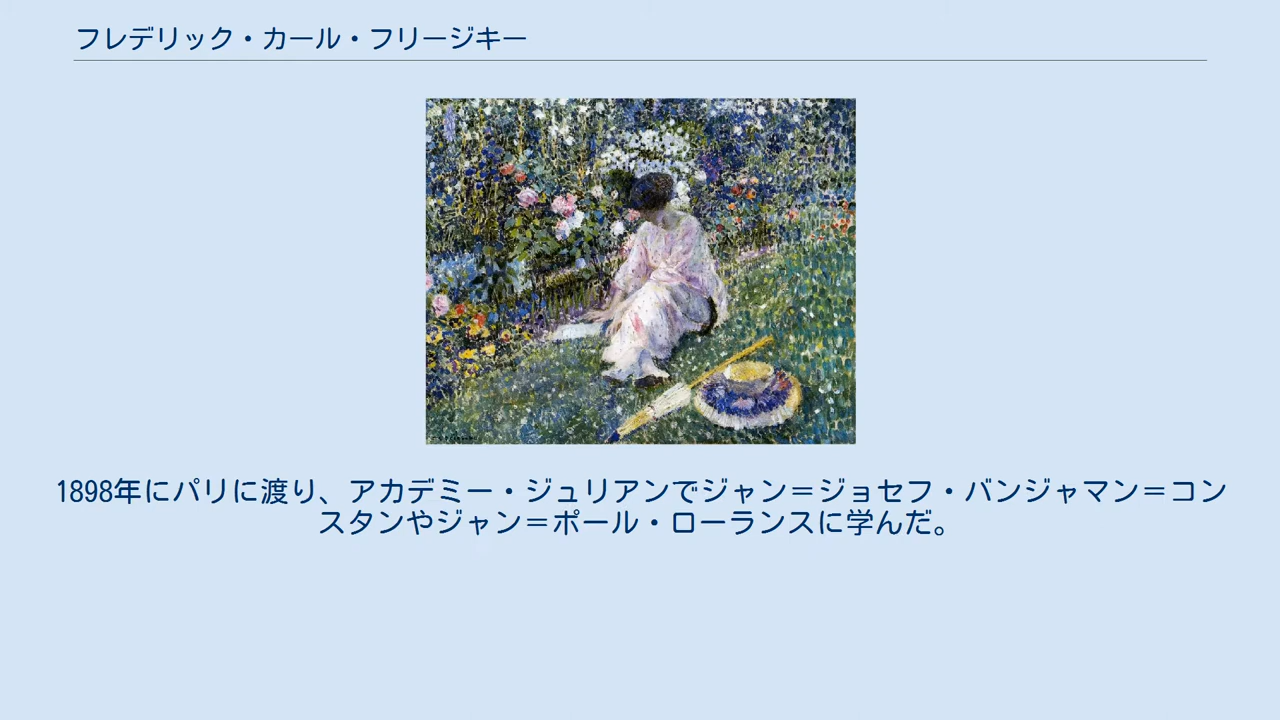 フレデリック・カール・フリージキー
1898年にパリに渡り、アカデミー・ジュリアンでジャン＝ジョセフ・バンジャマン＝コン
スタンやジャン＝ポール・ローランスに学んだ。